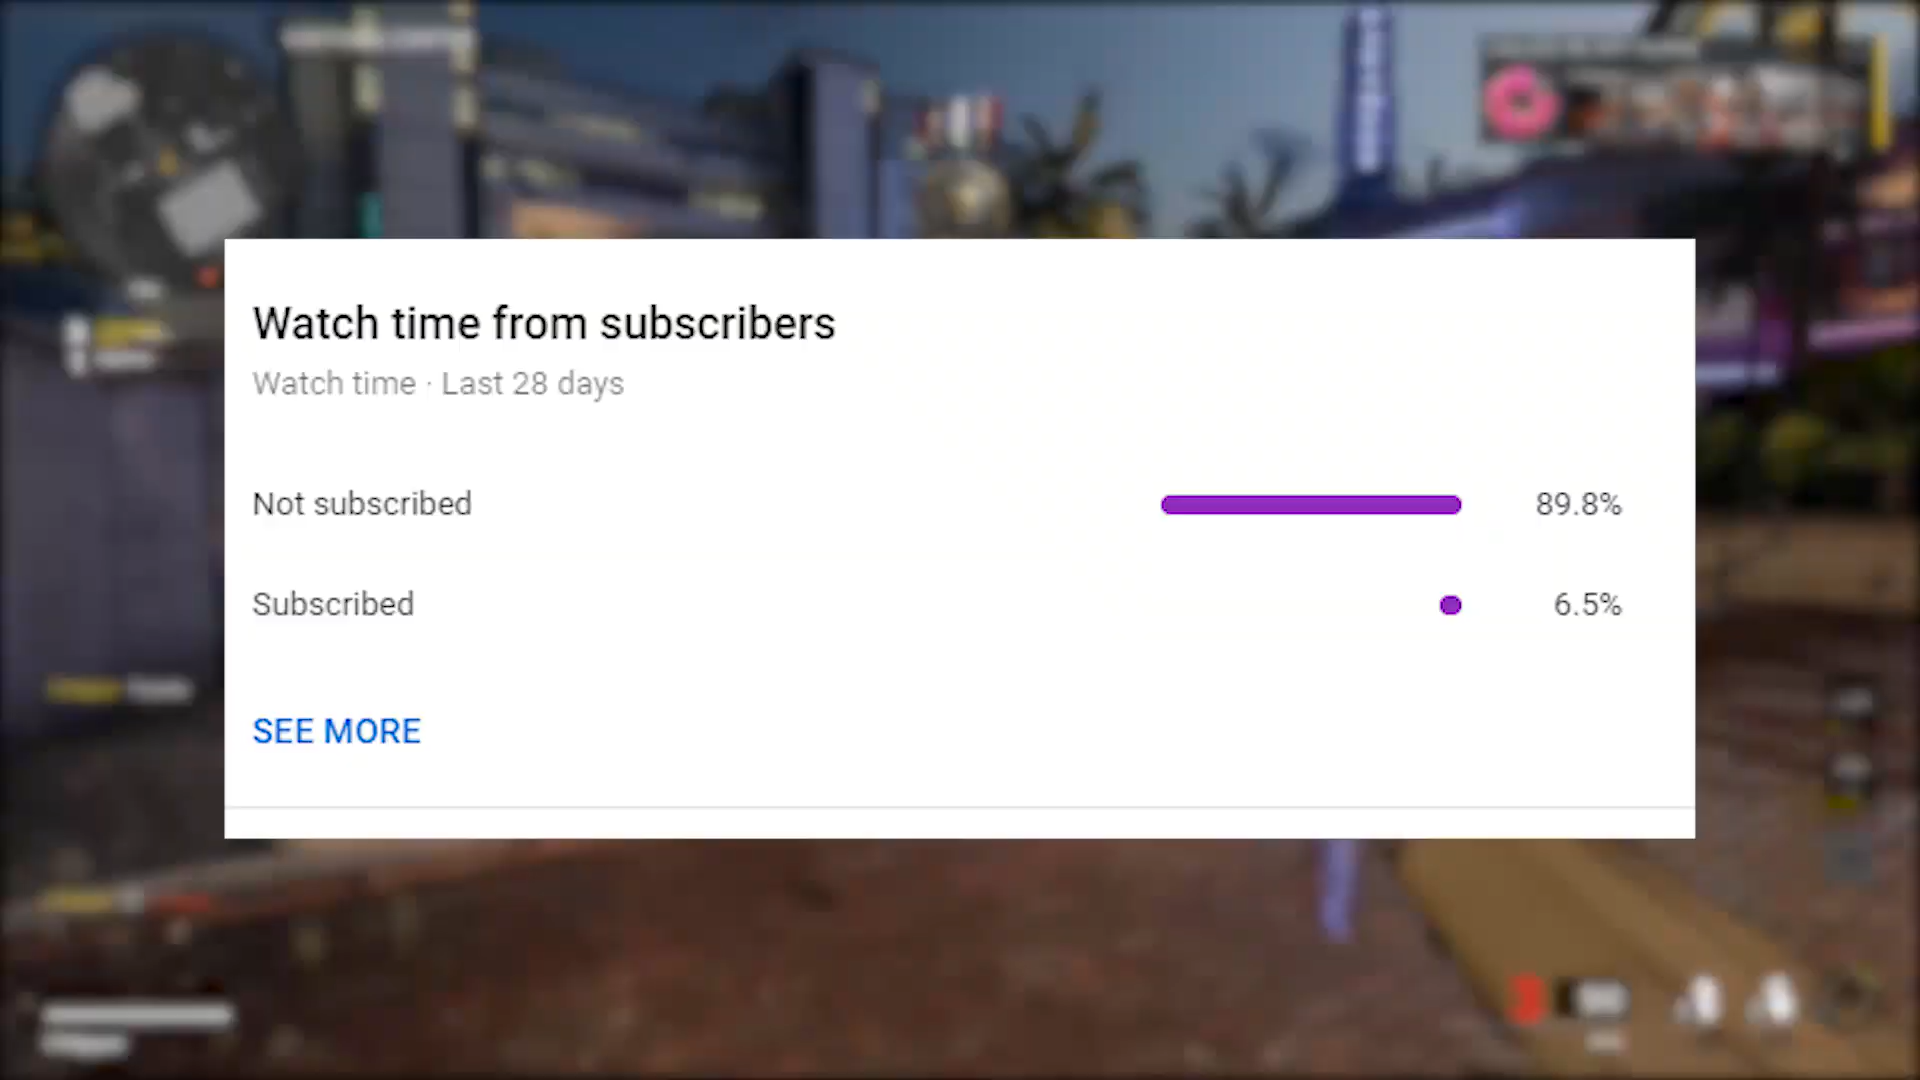 Watch time from subscribers
Watch time · Last 28 days
Not subscribed 89.8%
Subscribed 6.5%
SEE MORE